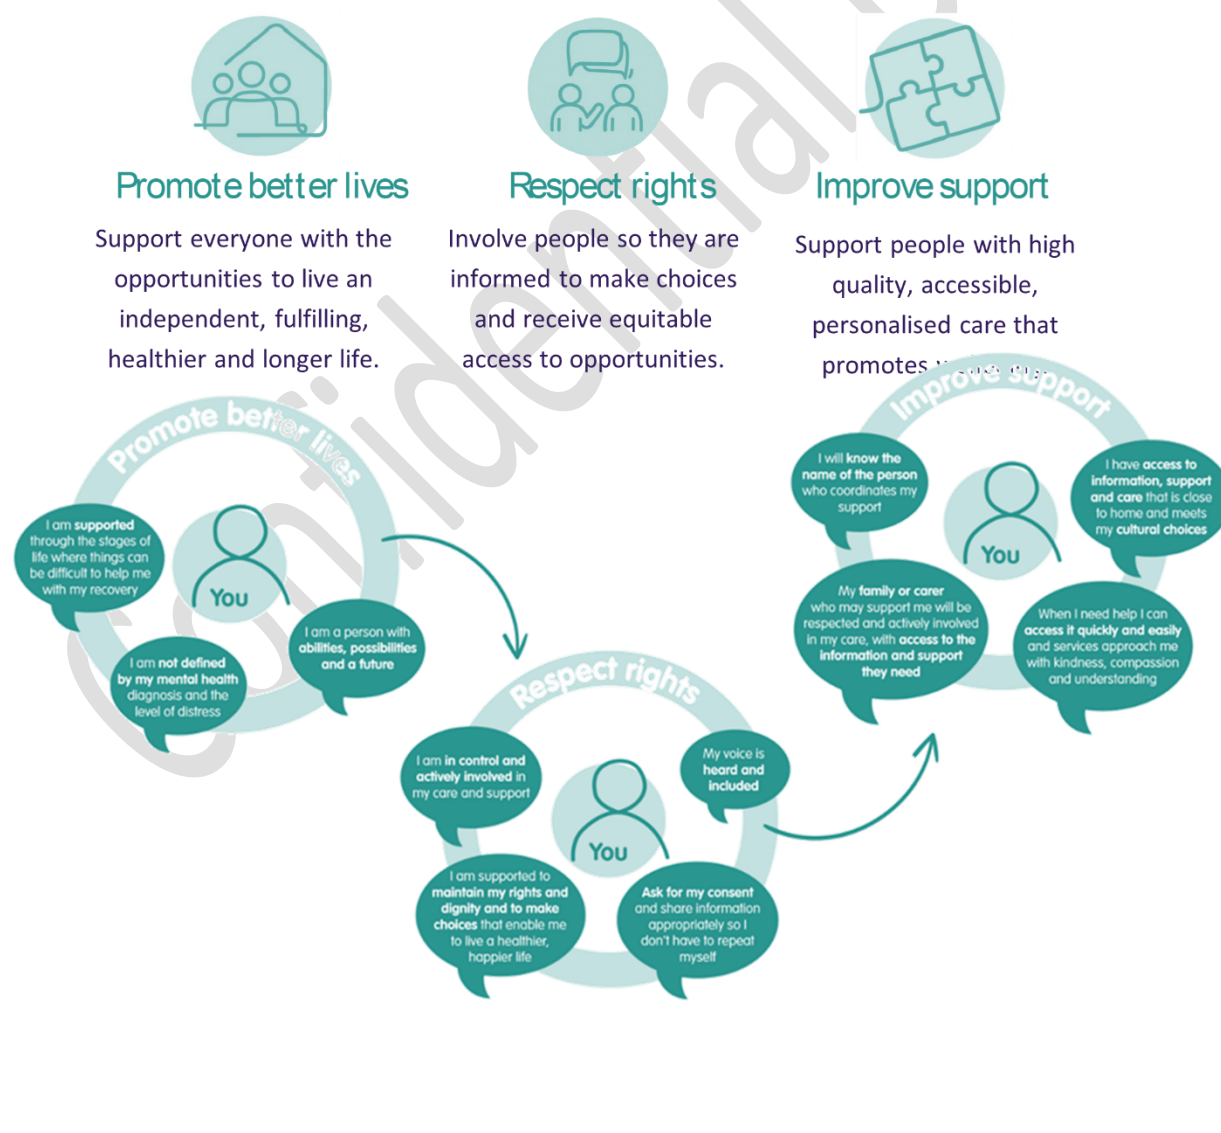 Confidential
Promote better lives
Support everyone with the
opportunities to live an
independent, fulfilling,
healthier and longer life.
Respect rights
Involve people so they are
informed to make choices
and receive equitable
access to opportunities.
Improve support
Support people with high
quality, accessible,
personalised care that
promotes
Promote better lives
I am supported
through the stages of
life where things can
be difficult to help me
with my recovery
You
I am a person with
abilities, possibilities
and a future
I am not defined
by my mental health
diagnosis and the
level of distress
Respect rights
I am in control and
actively involved in
my care and support
My voice is
heard and
included
You
I am supported to
maintain my rights and
dignity and to make
choices that enable me
to live a healthier,
happier life
Ask for my consent
and share information
appropriately so I
don't have to repeat
myself
Improve support
I will know the
name of the person
who coordinates my
support
I have access to
information, support
and care that is close
to home and meets
my cultural choices
You
My family or carer
who may support me will be
respected and actively involved
in my care, with access to the
information and support
they need
When I need help I can
access it quickly and easily
and services approach me
with kindness, compassion
and understanding